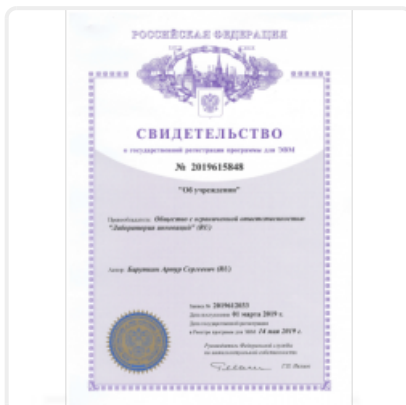 РОССИЙСКАЯ ФЕДЕРАЦИЯ
СВИДЕТЕЛЬСТВО
о государственной регистрации программы для ЭВМ
№ 2019615848
"Об учреждении"
Правообладатель: Общество с ограниченной ответственностью
"Лаборатория инноваций" (RU)
Автор: Артур Сергеевич (RU)
Заявка № 2019612033
Дата поступления 01 марта 2019 г.
Дата государственной регистрации
в Реестре программ для ЭВМ 14 мая 2019 г.
Руководитель Федеральной службы
по интеллектуальной собственности
Г.П. Ивлиев